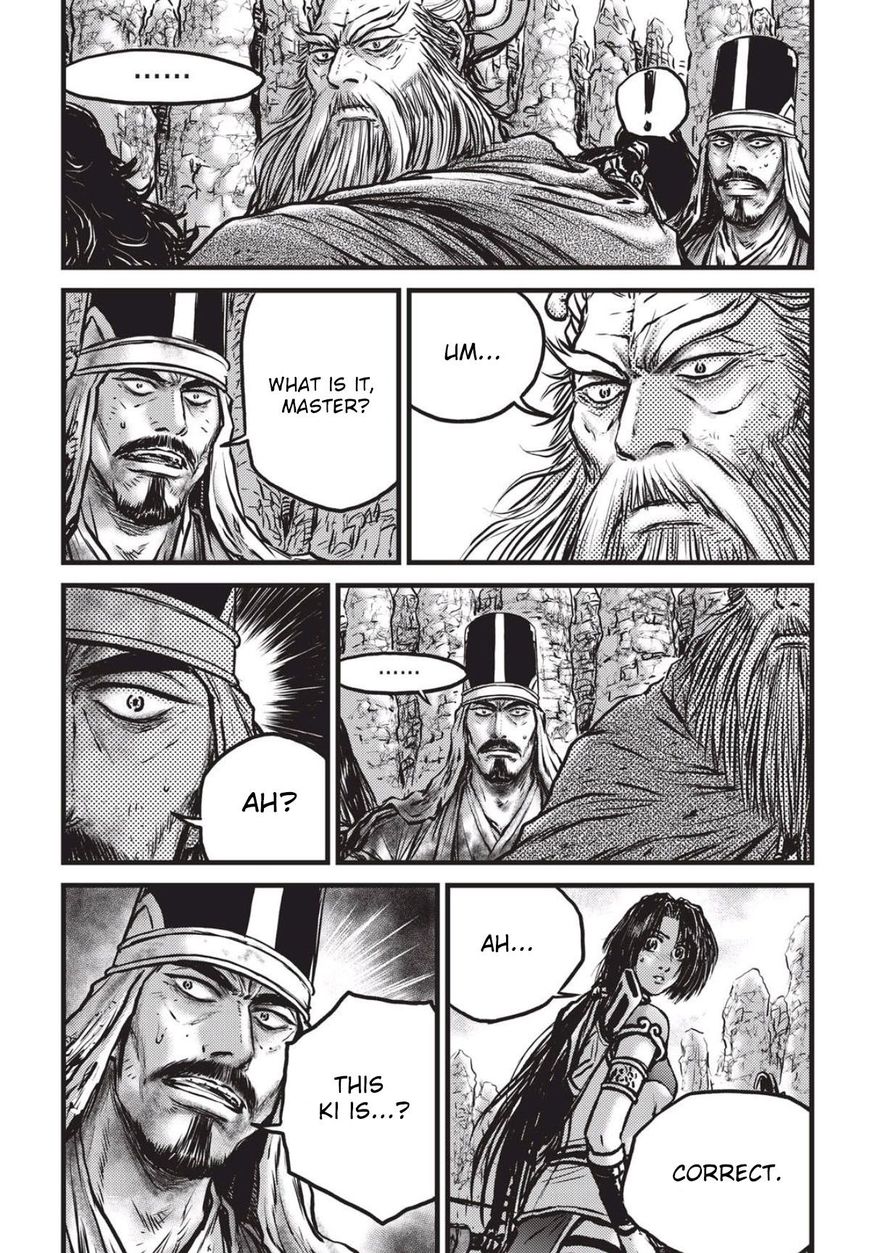 !
......
UM...
WHAT IS IT,
MASTER?
......
AH?
AH...
CORRECT.
THIS
KI IS...?